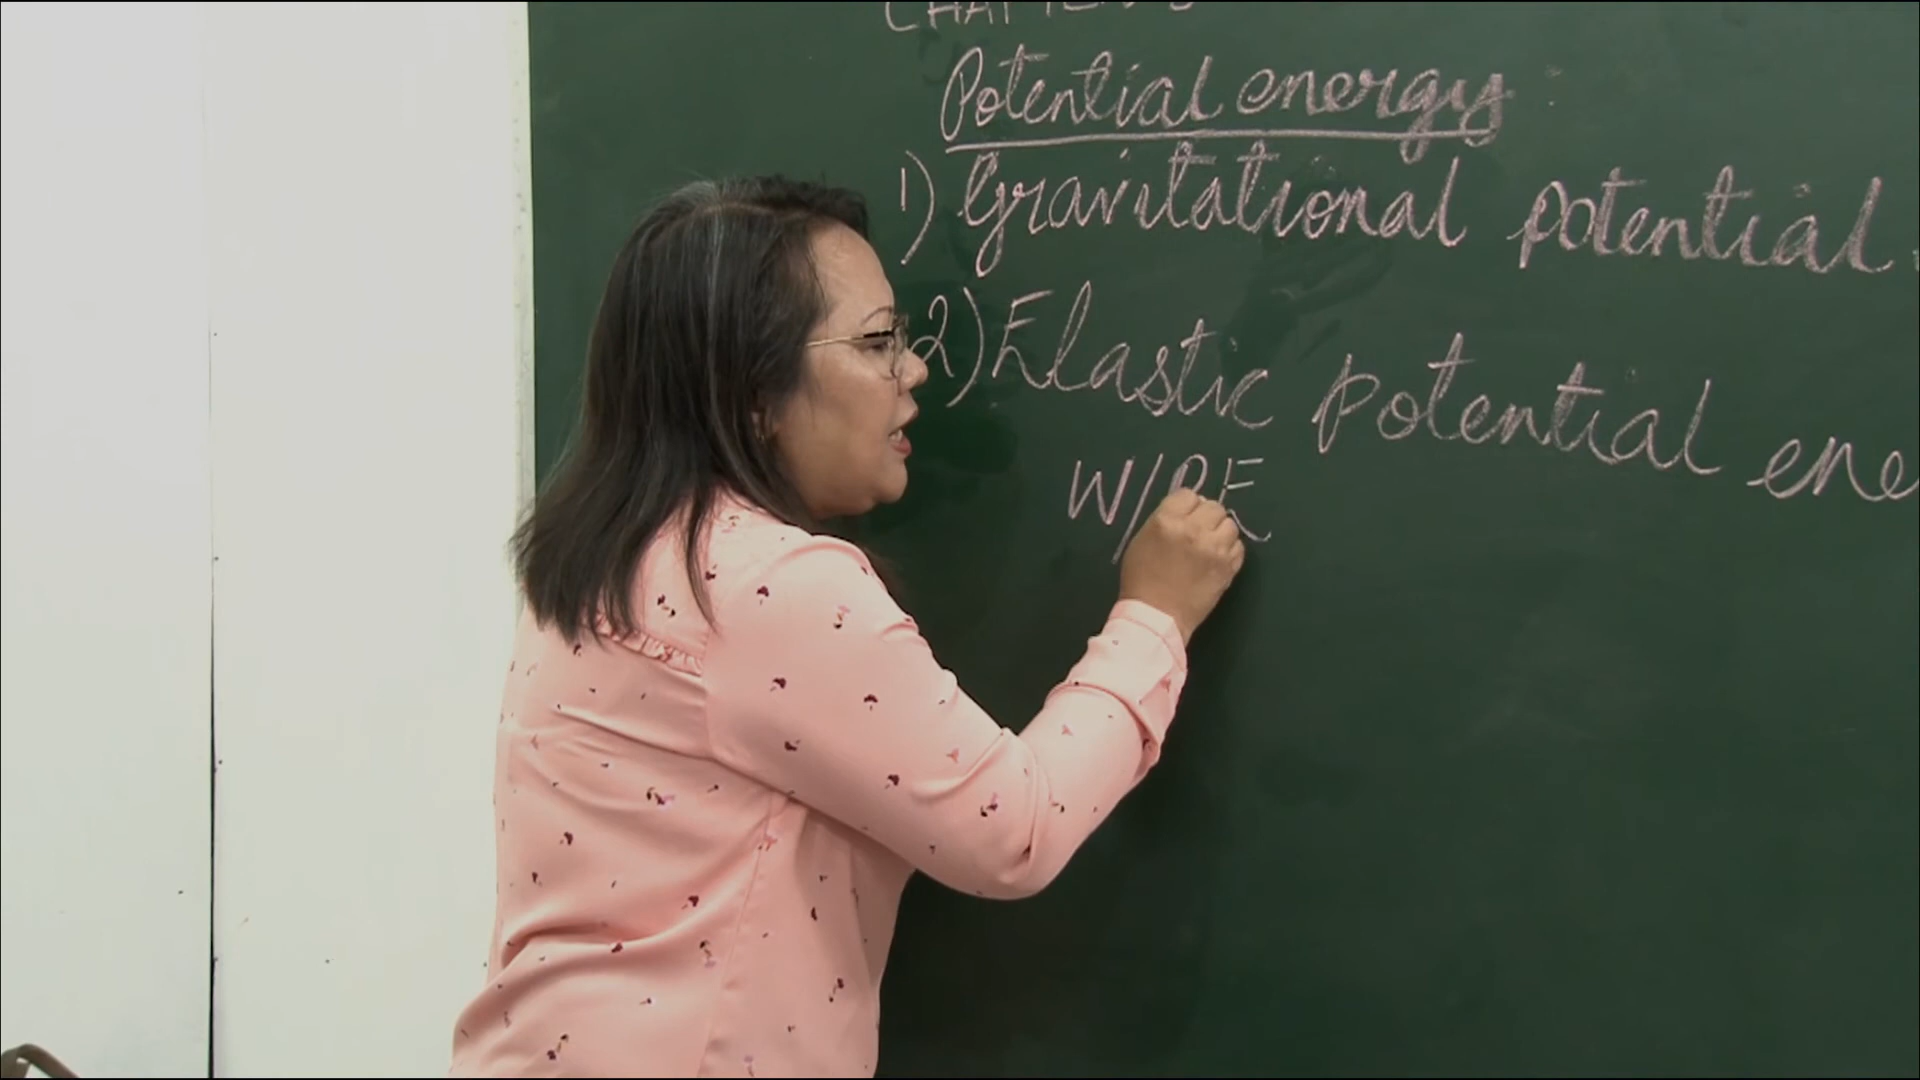 Potential energy
1) Gravitational potential
2) Elastic potential ene
W/PE